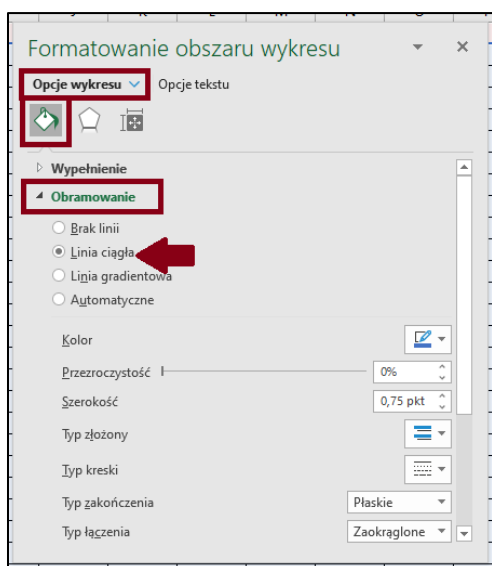 Formatowanie obszaru wykresu
Opcje wykresu Opcje tekstu
Wypełnienie
Obramowanie
Brak linii
Linia ciągła
Linia gradientowa
Automatyczne
Kolor
Przezroczystość 0%
Szerokość 0,75 pkt
Typ złożony
Typ kreski
Typ zakończenia Płaskie
Typ łączenia Zaokrąglone